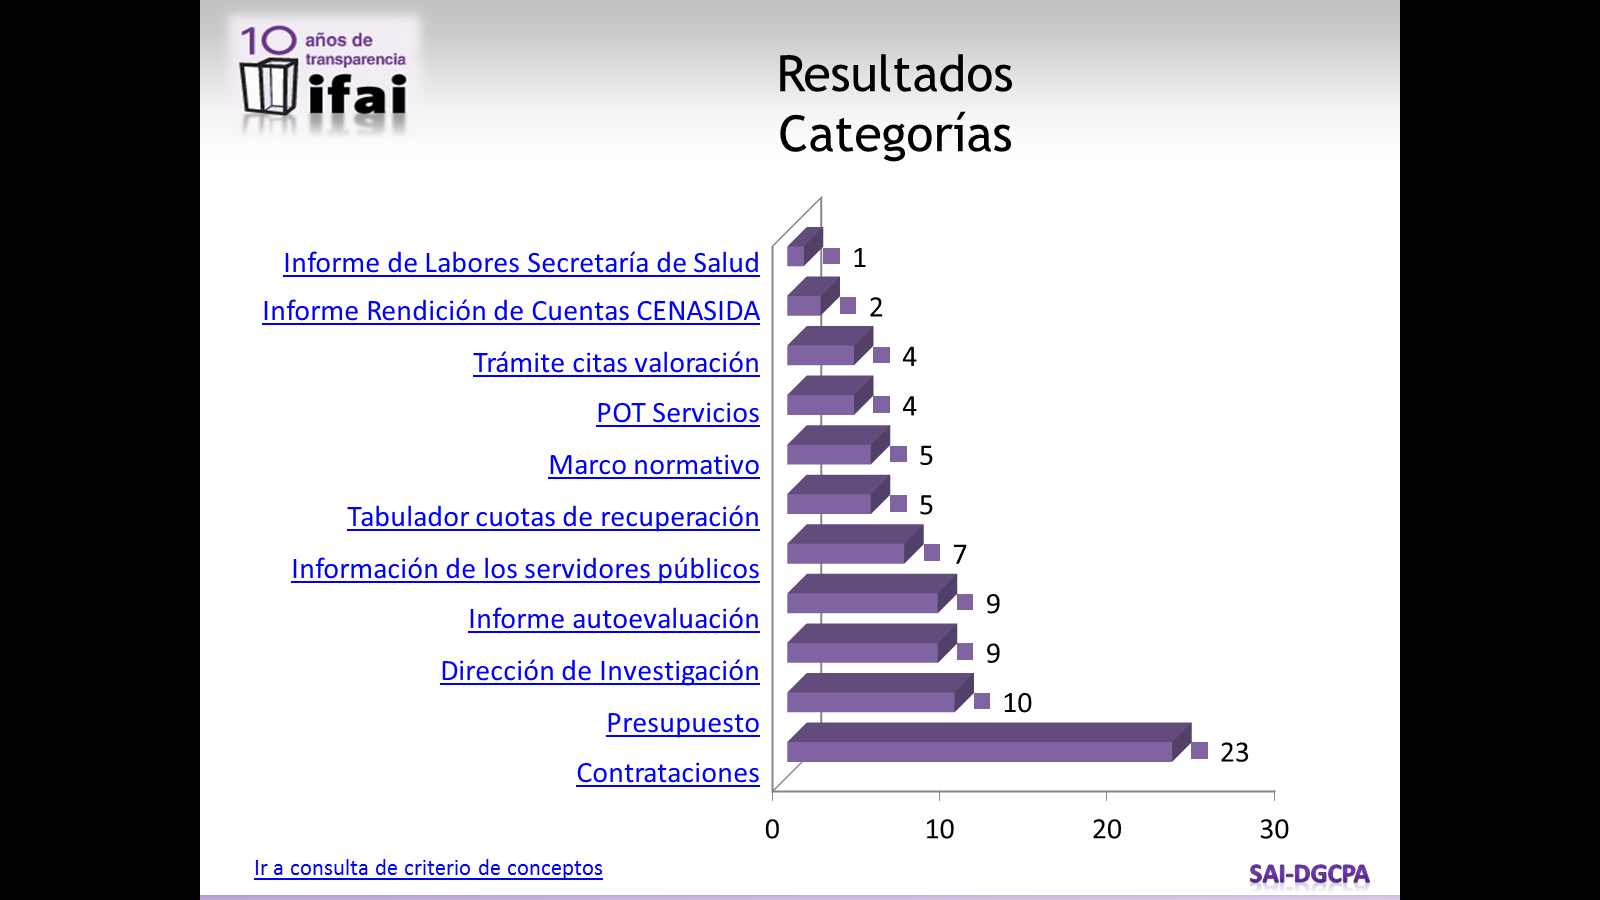 10 años de
transparencia
ifai
Resultados
Categorías
Informe de Labores Secretaría de Salud 1
Informe Rendición de Cuentas CENASIDA 2
Trámite citas valoración 4
POT Servicios 4
Marco normativo 5
Tabulador cuotas de recuperación 5
Información de los servidores públicos 7
Informe autoevaluación 9
Dirección de Investigación 9
Presupuesto 10
Contrataciones 23
0 10 20 30
Ir a consulta de criterio de conceptos
SAI-DGCPA